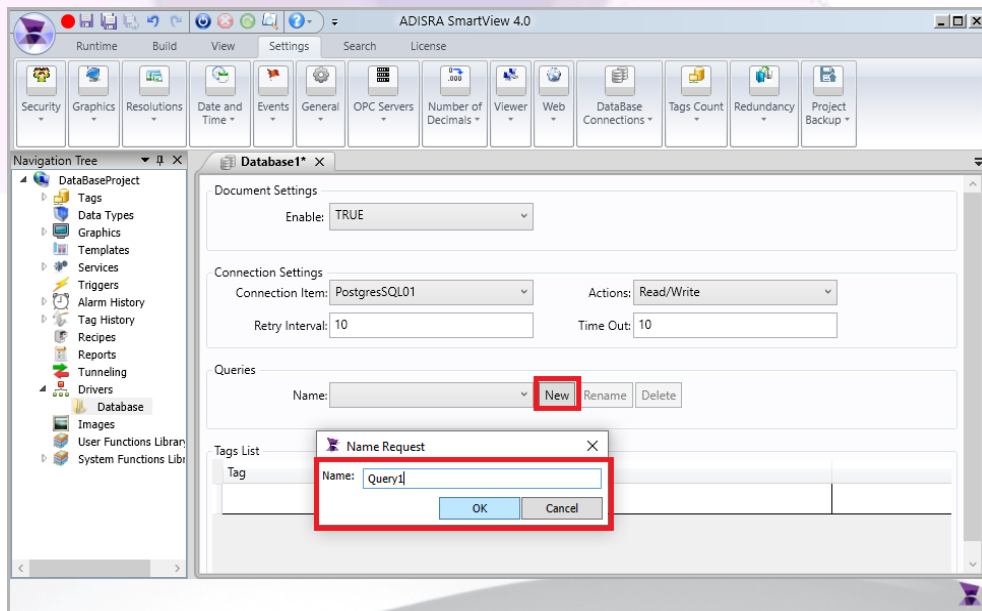 ADISRA SmartView 4.0
Runtime Build View Settings Search License
Security Graphics Resolutions Date and Time Events General OPC Servers Number of Decimals Viewer Web DataBase Connections Tags Count Redundancy Project Backup
Navigation Tree
Database1*
DataBaseProject
Tags
Data Types
Graphics
Templates
Services
Triggers
Alarm History
Tag History
Recipes
Reports
Tunneling
Drivers
Database
Images
User Functions Library
System Functions Libr
Document Settings
Enable: TRUE
Connection Settings
Connection Item: PostgresSQL01 Actions: Read/Write
Retry Interval: 10 Time Out: 10
Queries
Name: New Rename Delete
Tags List
Tag
Name Request
Name: Query1
OK Cancel